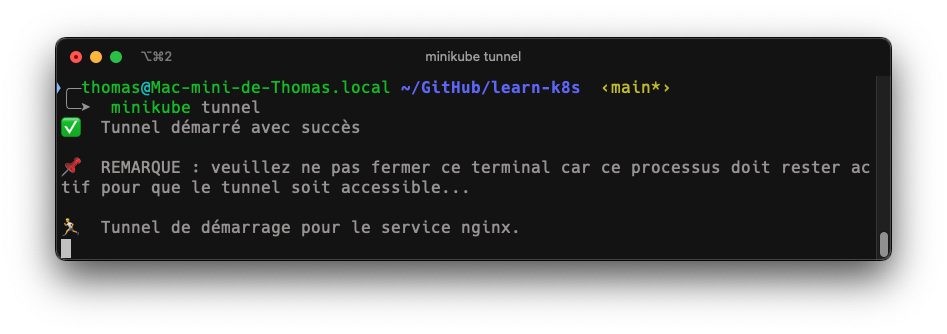 ⌥⌘2 minikube tunnel
thomas@Mac-mini-de-Thomas.local ~/GitHub/learn-k8s ‹main*›
minikube tunnel
✅ Tunnel démarré avec succès
📌 REMARQUE : veuillez ne pas fermer ce terminal car ce processus doit rester ac
tif pour que le tunnel soit accessible...
🏃 Tunnel de démarrage pour le service nginx.